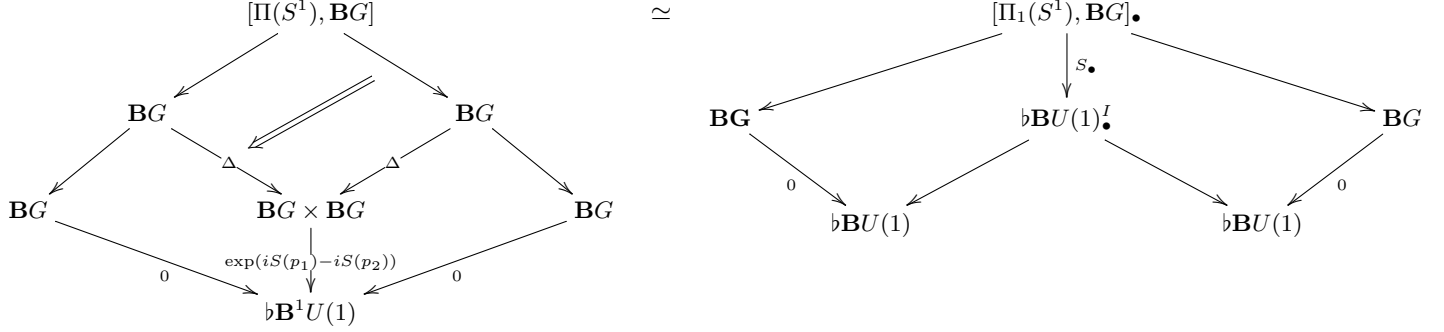 [Π(S¹), **B**G] ≃ [Π₁(S¹), **B**G]•
S•
**B**G **B**G **BG** ♭**B**U(1)ᴵ• **B**G
Δ Δ
0 0
**B**G **B**G × **B**G **B**G ♭**B**U(1) ♭**B**U(1)
exp(iS(p₁)−iS(p₂))
0 0
♭**B**¹U(1)